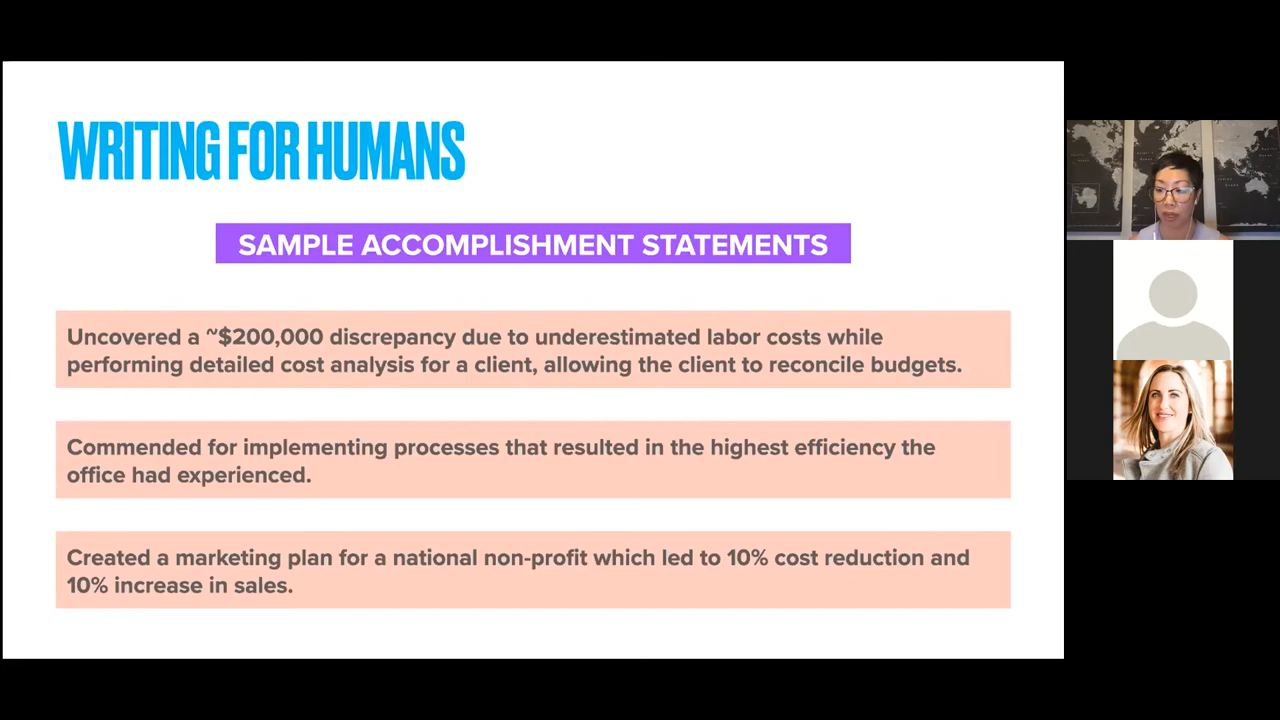 WRITING FOR HUMANS
SAMPLE ACCOMPLISHMENT STATEMENTS
Uncovered a ~$200,000 discrepancy due to underestimated labor costs while
performing detailed cost analysis for a client, allowing the client to reconcile budgets.
Commended for implementing processes that resulted in the highest efficiency the
office had experienced.
Created a marketing plan for a national non-profit which led to 10% cost reduction and
10% increase in sales.